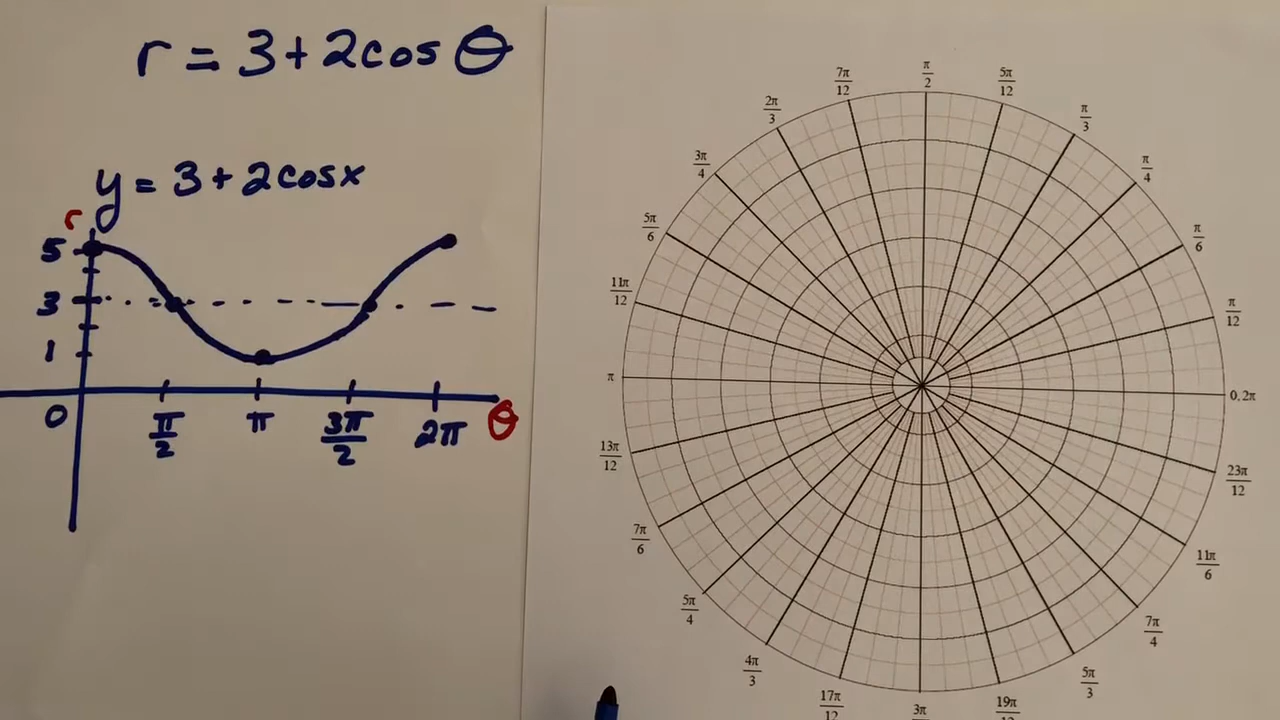 r = 3 + 2cos θ
y = 3 + 2cosx
r
5
3
1
0
π/2
π
3π/2
2π
θ
π/2
7π/12
5π/12
2π/3
π/3
3π/4
π/4
5π/6
π/6
11π/12
π/12
π
0, 2π
13π/12
23π/12
7π/6
11π/6
5π/4
7π/4
4π/3
5π/3
17π/12
19π/12
3π